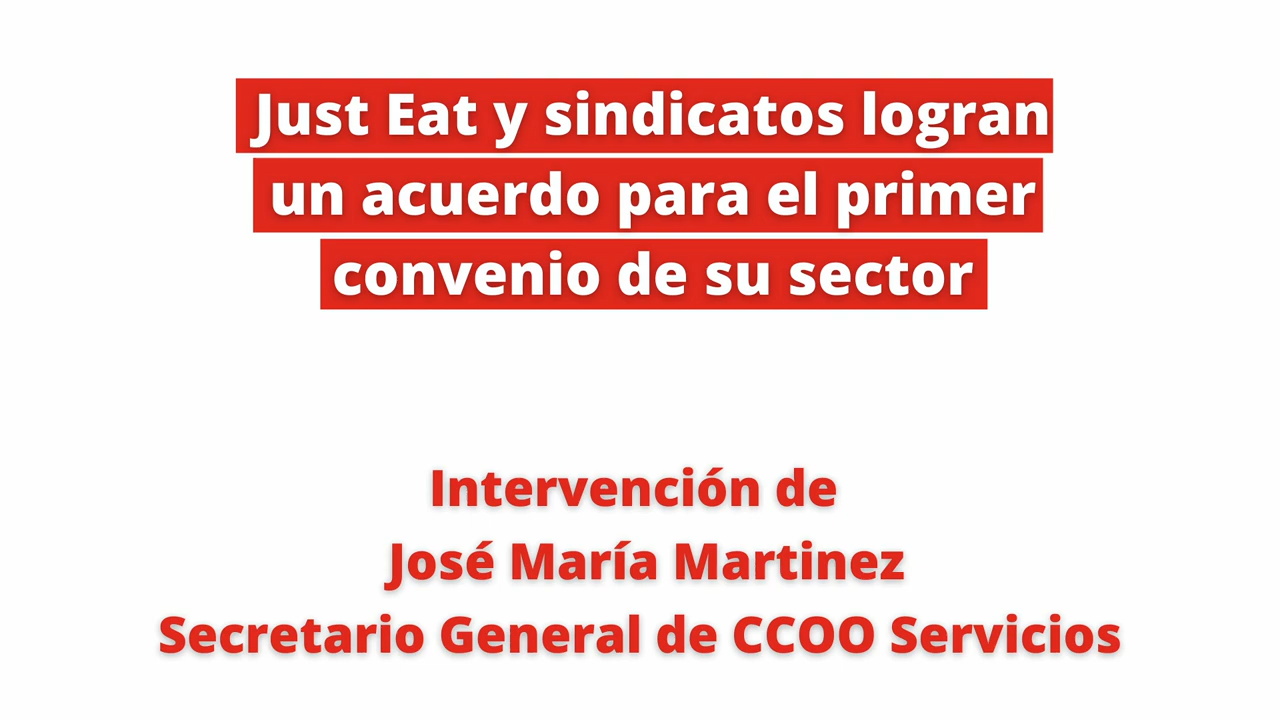 Just Eat y sindicatos logran
un acuerdo para el primer
convenio de su sector
Intervención de
José María Martinez
Secretario General de CCOO Servicios